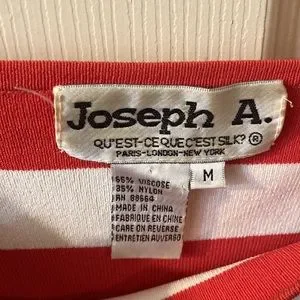 Joseph A.
QU'EST-CE QUE C'EST SILK? ®
PARIS-LONDON-NEW YORK
M
65% VISCOSE
35% NYLON
RN
MADE IN CHINA
FABRIQUE EN CHINE
CARE ON REVERSE
ENTRETIEN AU VERSO